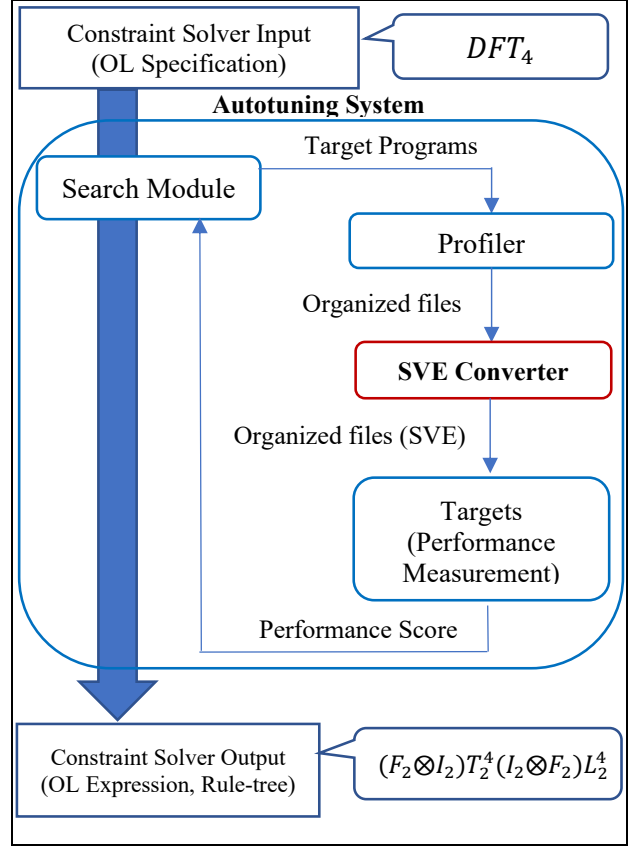 Constraint Solver Input
(OL Specification)
DFT₄
Autotuning System
Target Programs
Search Module
Profiler
Organized files
SVE Converter
Organized files (SVE)
Targets
(Performance
Measurement)
Performance Score
Constraint Solver Output
(OL Expression, Rule-tree)
(F₂⊗I₂)T₂⁴(I₂⊗F₂)L₂⁴